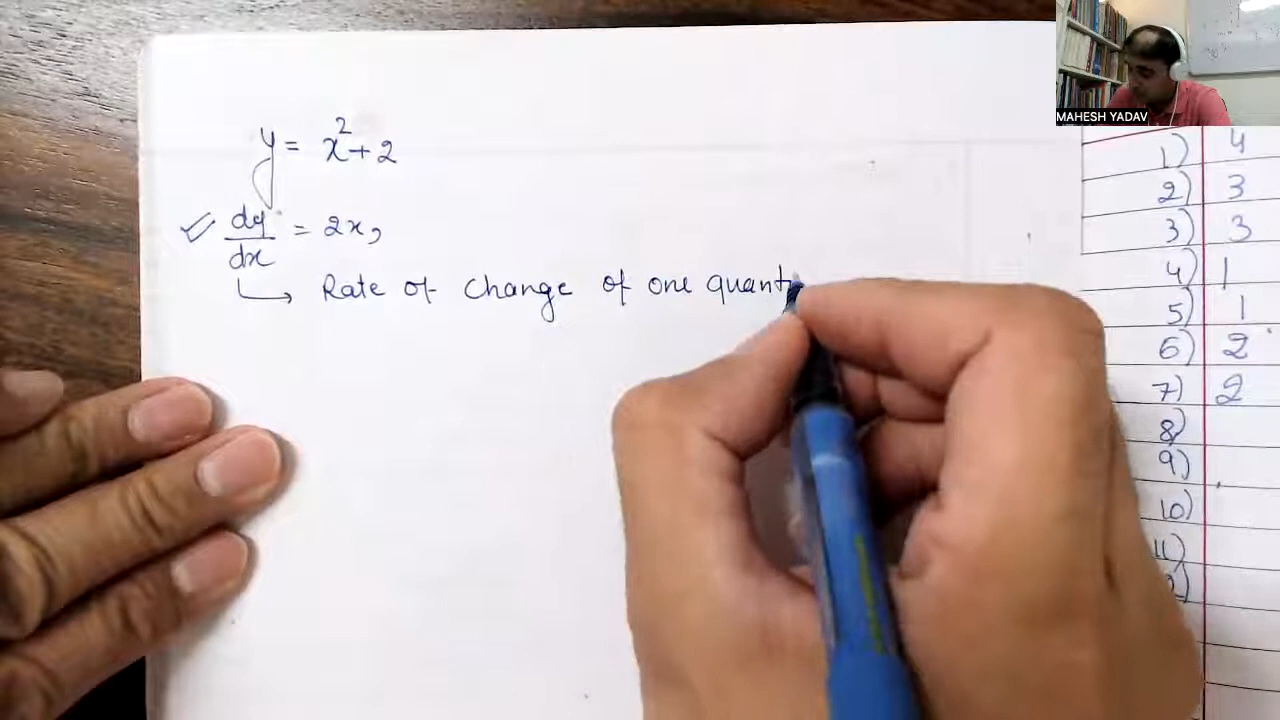 y = x²+2
dy/dx = 2x,
Rate of change of one quanti
MAHESH YADAV
1) 4
2) 3
3) 3
4) 1
5) 1
6) 2
7) 2
8)
9)
10)
11)